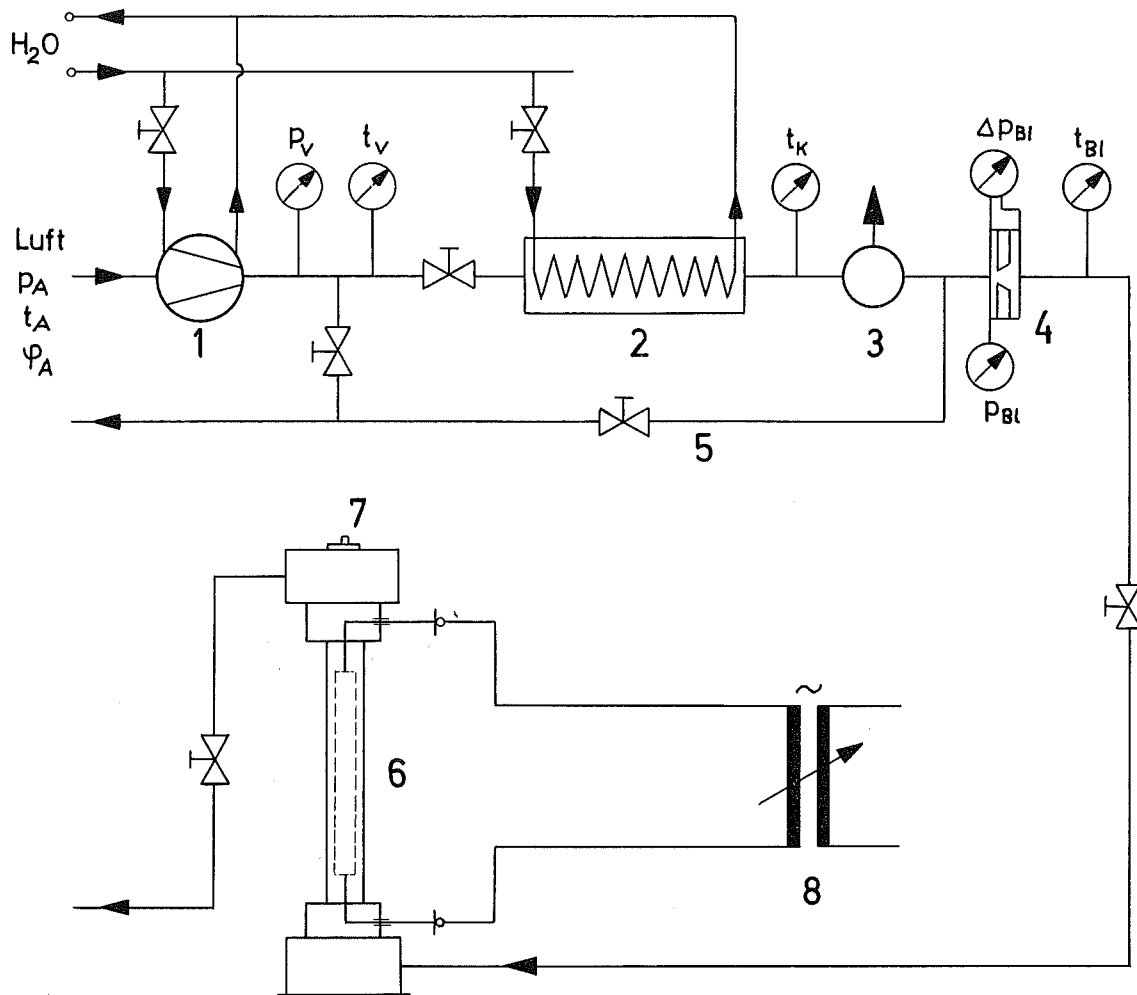 H₂O
p_v
t_v
t_K
Δp_Bl
t_Bl
Luft
p_A
t_A
φ_A
1
2
3
4
p_Bl
5
7
6
~
8